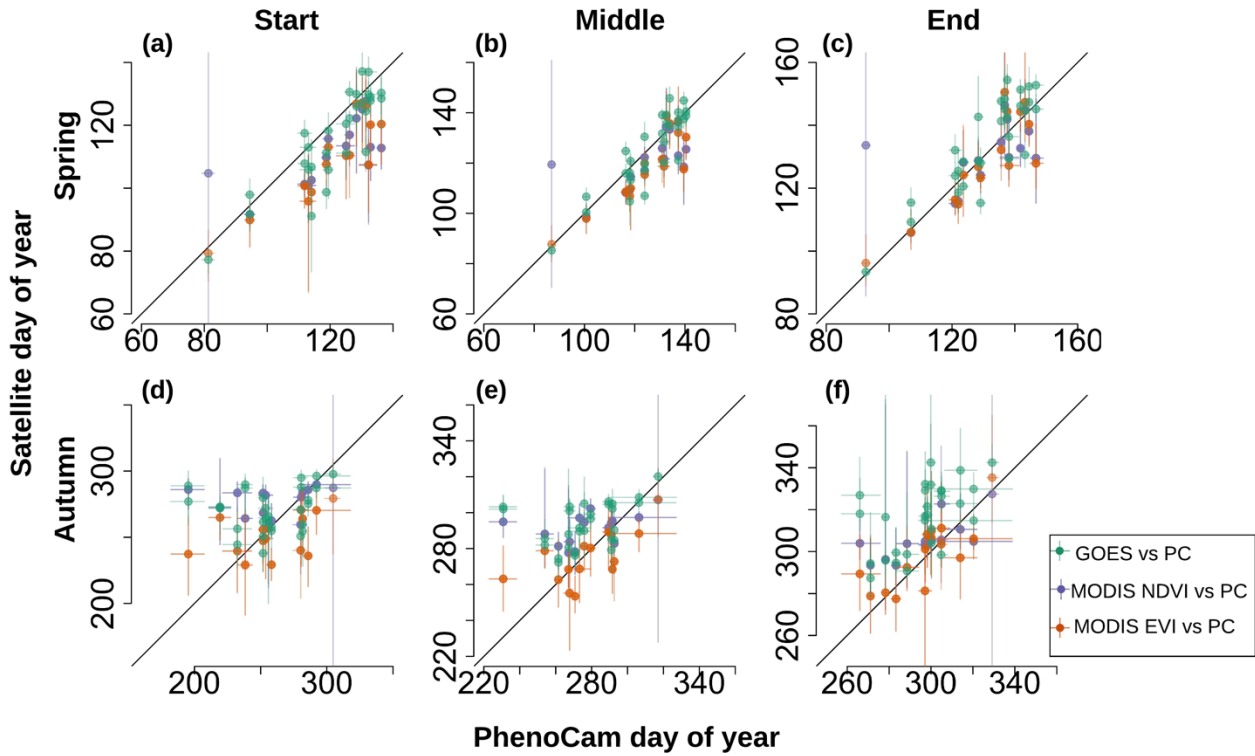 Start Middle End
(a) (b) (c)
Spring
60 80 120
60 80 120
60 100 140
60 80 100 140
80 120 160
80 120 160
Satellite day of year
(d) (e) (f)
Autumn
200 300
200 300
220 280 340
220 280 340
260 300 340
260 300 340
GOES vs PC
MODIS NDVI vs PC
MODIS EVI vs PC
PhenoCam day of year